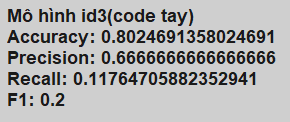 Mô hình id3(code tay)
Accuracy: 0.8024691358024691
Precision: 0.6666666666666666
Recall: 0.11764705882352941
F1: 0.2